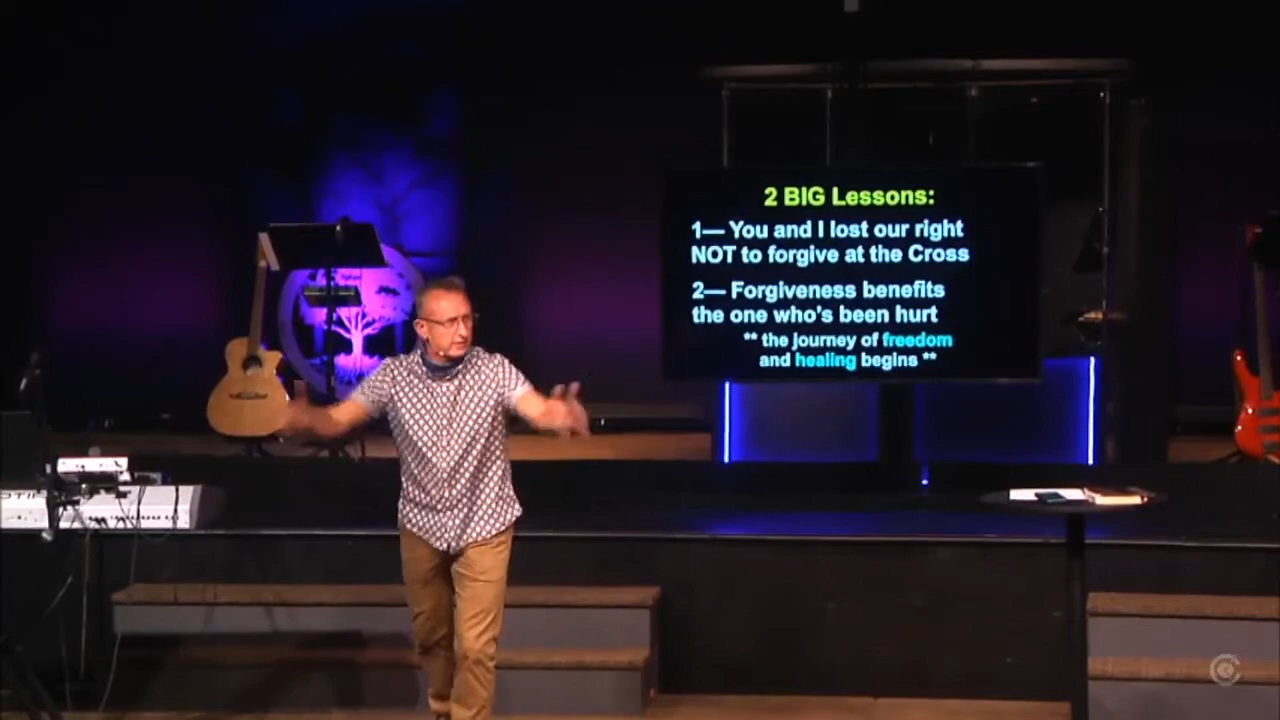 2 BIG Lessons:
1— You and I lost our right
NOT to forgive at the Cross
2— Forgiveness benefits
the one who's been hurt
** the journey of freedom
and healing begins **